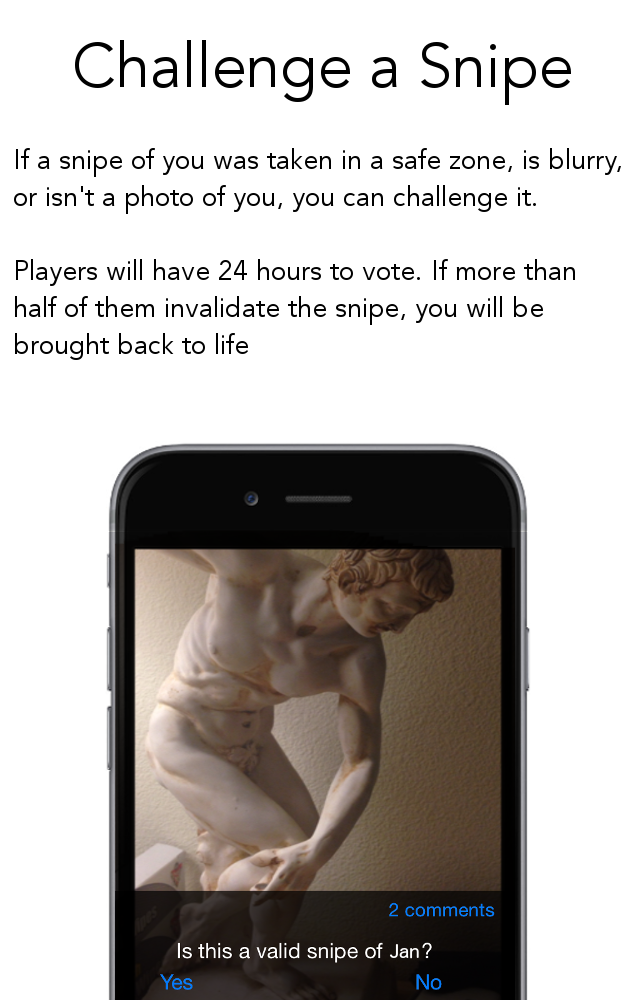 Challenge a Snipe
If a snipe of you was taken in a safe zone, is blurry,
or isn't a photo of you, you can challenge it.
Players will have 24 hours to vote. If more than
half of them invalidate the snipe, you will be
brought back to life
2 comments
Is this a valid snipe of Jan?
Yes No